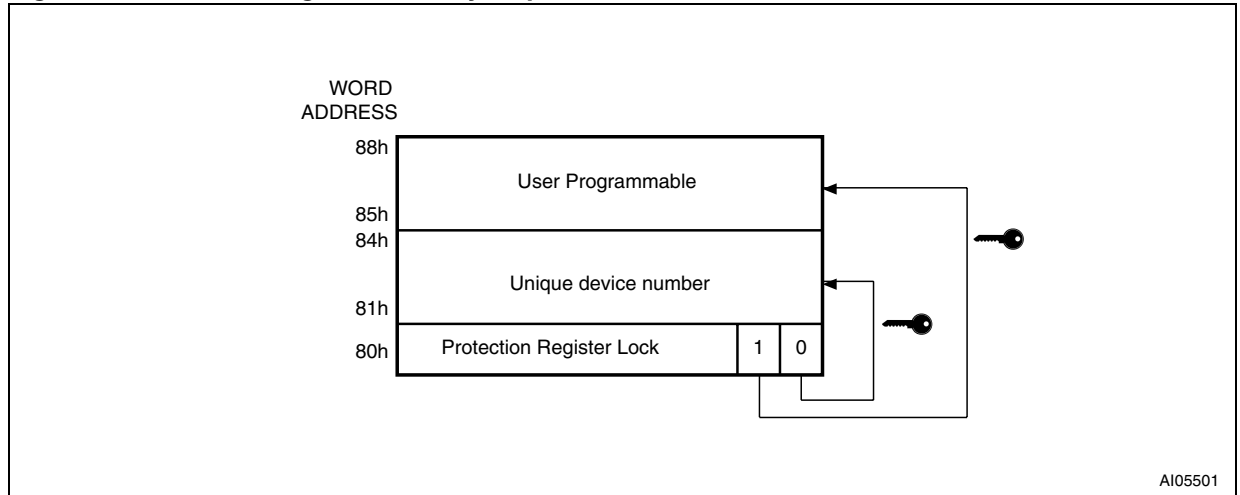 WORD
ADDRESS
88h
User Programmable
85h
84h
Unique device number
81h
80h
Protection Register Lock
1
0
AI05501